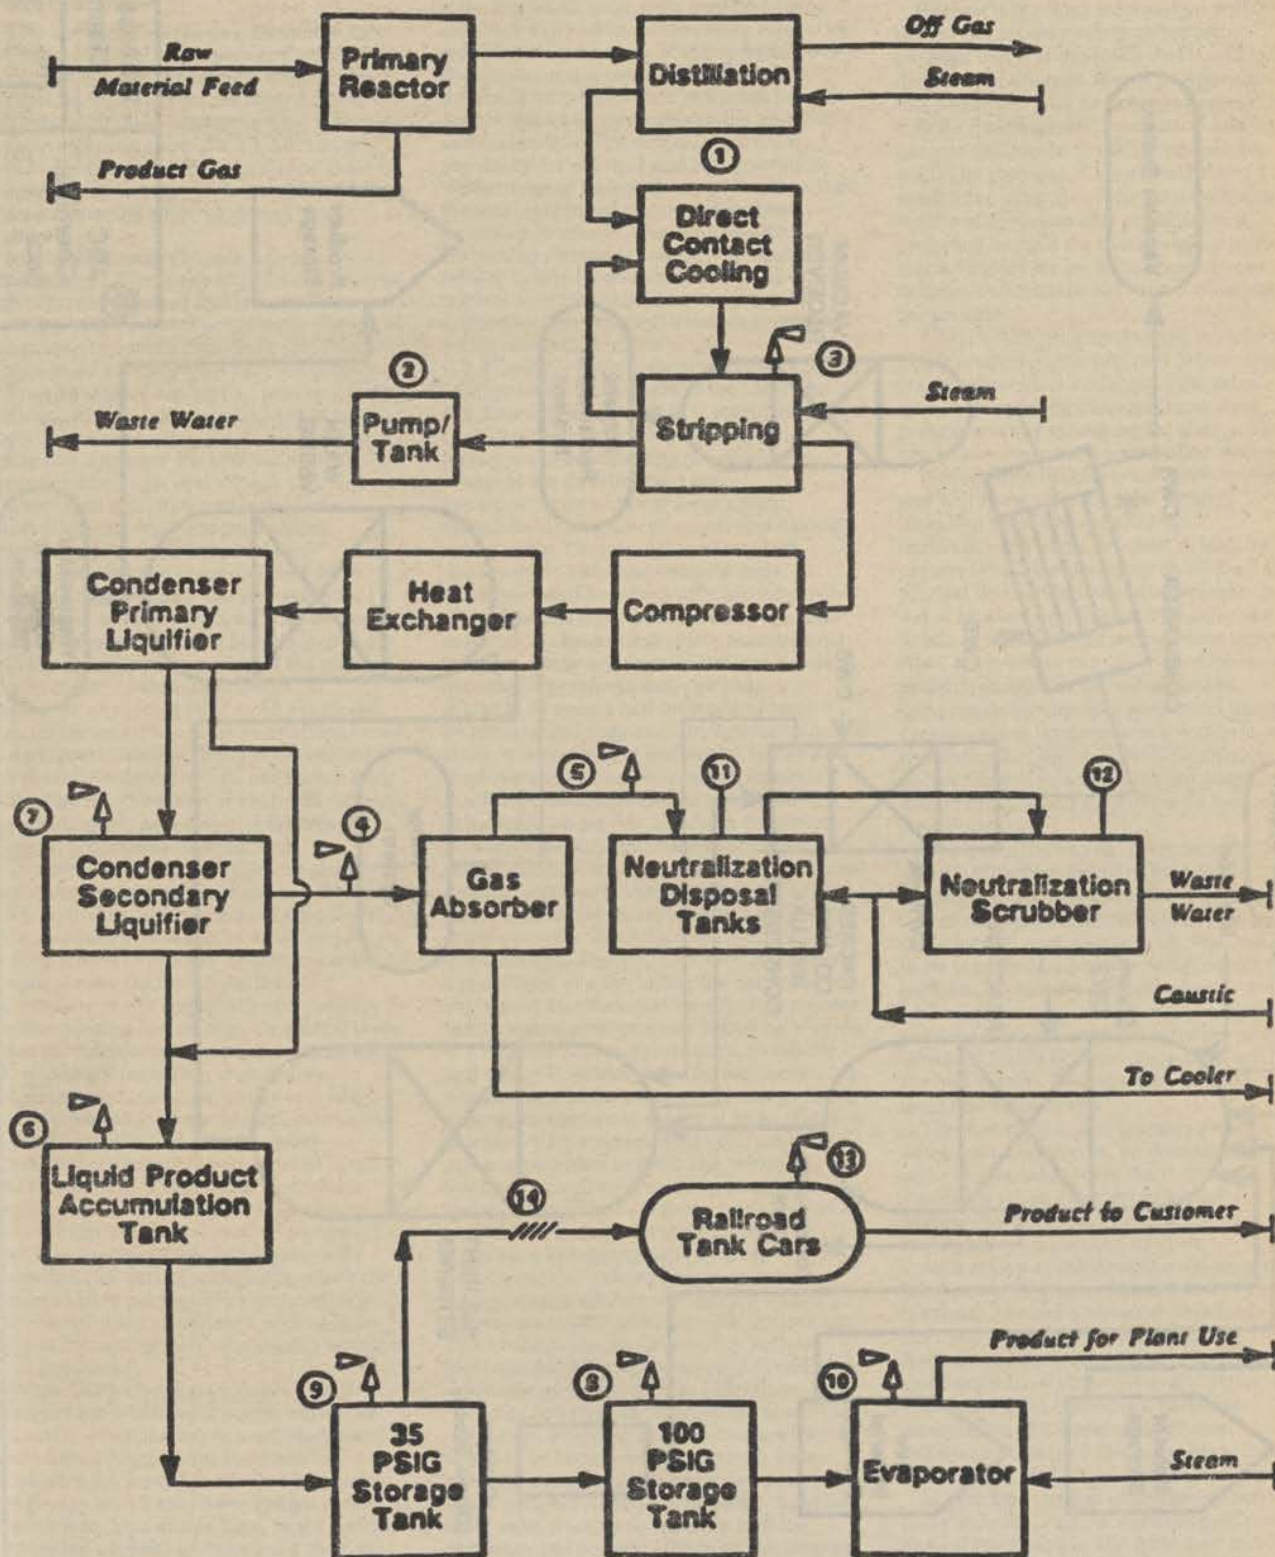 Raw
Material Feed
Primary
Reactor
Distillation
Off Gas
Steam
Product Gas
1
Direct
Contact
Cooling
2
3
Waste Water
Pump/
Tank
Stripping
Steam
Condenser
Primary
Liquifier
Heat
Exchanger
Compressor
7
4
5
11
12
Condenser
Secondary
Liquifier
Gas
Absorber
Neutralization
Disposal
Tanks
Neutralization
Scrubber
Waste
Water
Caustic
To Cooler
6
Liquid Product
Accumulation
Tank
14
13
Railroad
Tank Cars
Product to Customer
Product for Plant Use
9
8
10
35
PSIG
Storage
Tank
100
PSIG
Storage
Tank
Evaporator
Steam